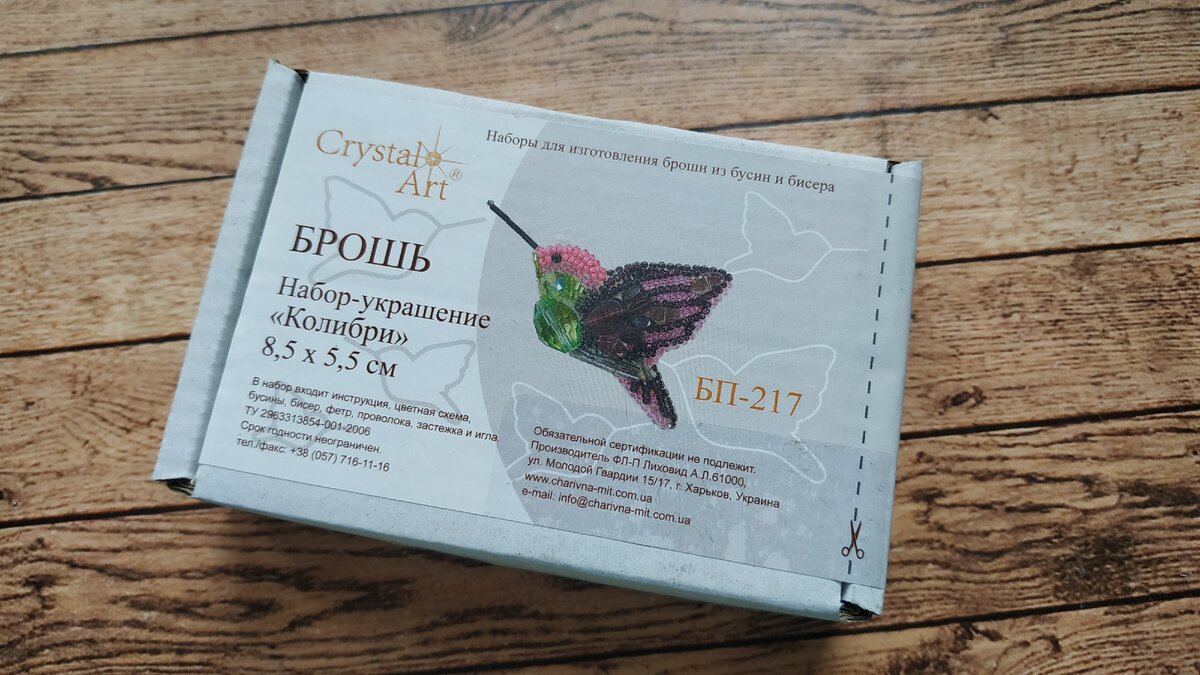 Crystal
Art®
Наборы для изготовления броши из бусин и бисера
БРОШЬ
Набор-украшение
«Колибри»
8,5 x 5,5 см
В набор входит инструкция, цветная схема,
бусины, бисер, фетр, проволока, застежка и игла.
ТУ 2963313854-001-2006
Срок годности неограничен.
тел./факс: +38 (057) 716-11-16
БП-217
Обязательной сертификации не подлежит.
Производитель ФЛ-П Лиховид А.Л.61000,
ул. Молодой Гвардии 15/17, г. Харьков, Украина
www.charivna-mit.com.ua
e-mail: info@charivna-mit.com.ua